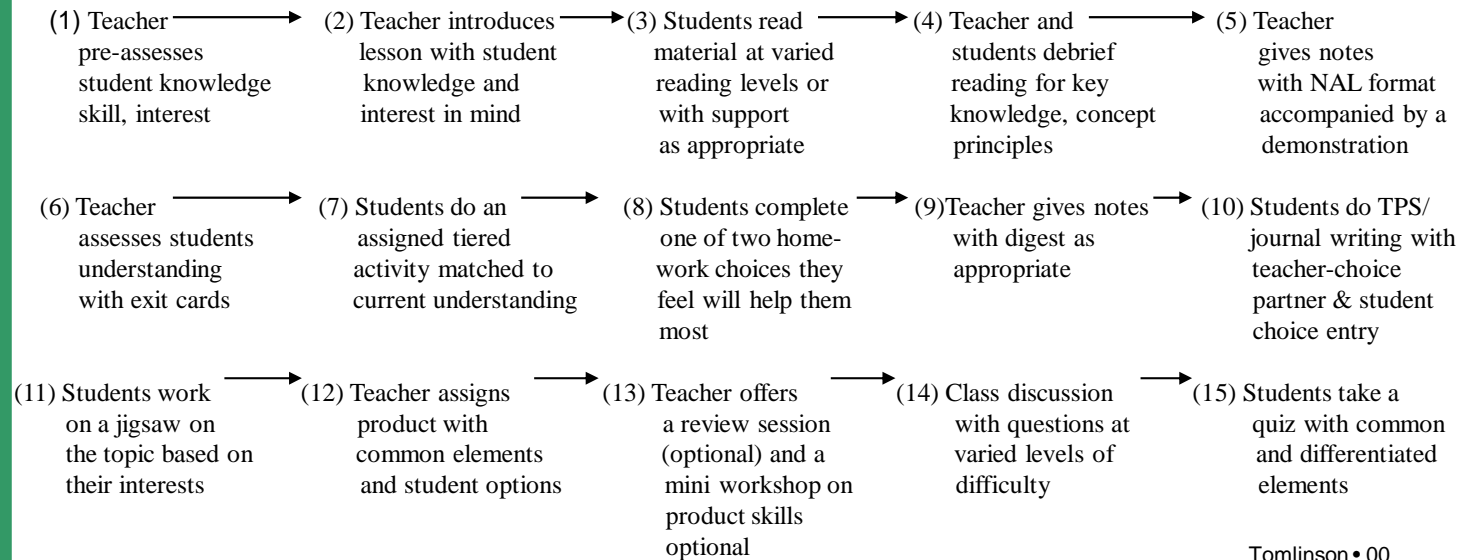 (1) Teacher
pre-assesses
student knowledge
skill, interest
(2) Teacher introduces
lesson with student
knowledge and
interest in mind
(3) Students read
material at varied
reading levels or
with support
as appropriate
(4) Teacher and
students debrief
reading for key
knowledge, concept
principles
(5) Teacher
gives notes
with NAL format
accompanied by a
demonstration
(6) Teacher
assesses students
understanding
with exit cards
(7) Students do an
assigned tiered
activity matched to
current understanding
(8) Students complete
one of two home-
work choices they
feel will help them
most
(9)Teacher gives notes
with digest as
appropriate
(10) Students do TPS/
journal writing with
teacher-choice
partner & student
choice entry
(11) Students work
on a jigsaw on
the topic based on
their interests
(12) Teacher assigns
product with
common elements
and student options
(13) Teacher offers
a review session
(optional) and a
mini workshop on
product skills
optional
(14) Class discussion
with questions at
varied levels of
difficulty
(15) Students take a
quiz with common
and differentiated
elements
Tomlinson • 00